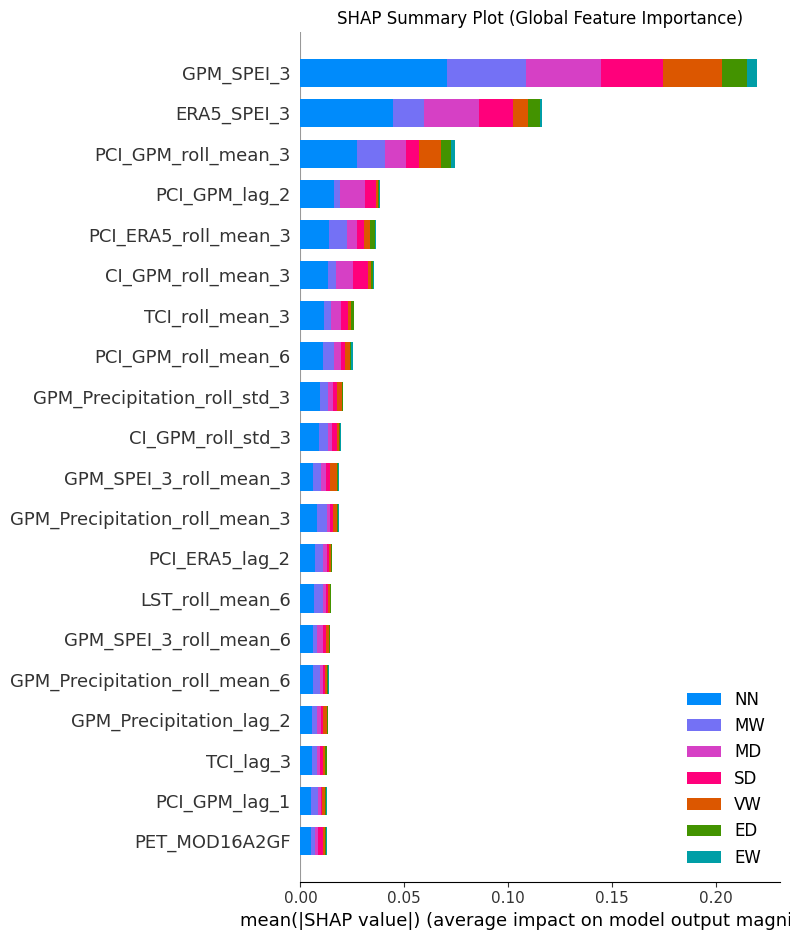 SHAP Summary Plot (Global Feature Importance)
GPM_SPEI_3
ERA5_SPEI_3
PCI_GPM_roll_mean_3
PCI_GPM_lag_2
PCI_ERA5_roll_mean_3
CI_GPM_roll_mean_3
TCI_roll_mean_3
PCI_GPM_roll_mean_6
GPM_Precipitation_roll_std_3
CI_GPM_roll_std_3
GPM_SPEI_3_roll_mean_3
GPM_Precipitation_roll_mean_3
PCI_ERA5_lag_2
LST_roll_mean_6
GPM_SPEI_3_roll_mean_6
GPM_Precipitation_roll_mean_6
GPM_Precipitation_lag_2
TCI_lag_3
PCI_GPM_lag_1
PET_MOD16A2GF
NN
MW
MD
SD
VW
ED
EW
0.00 0.05 0.10 0.15 0.20
mean(|SHAP value|) (average impact on model output magni